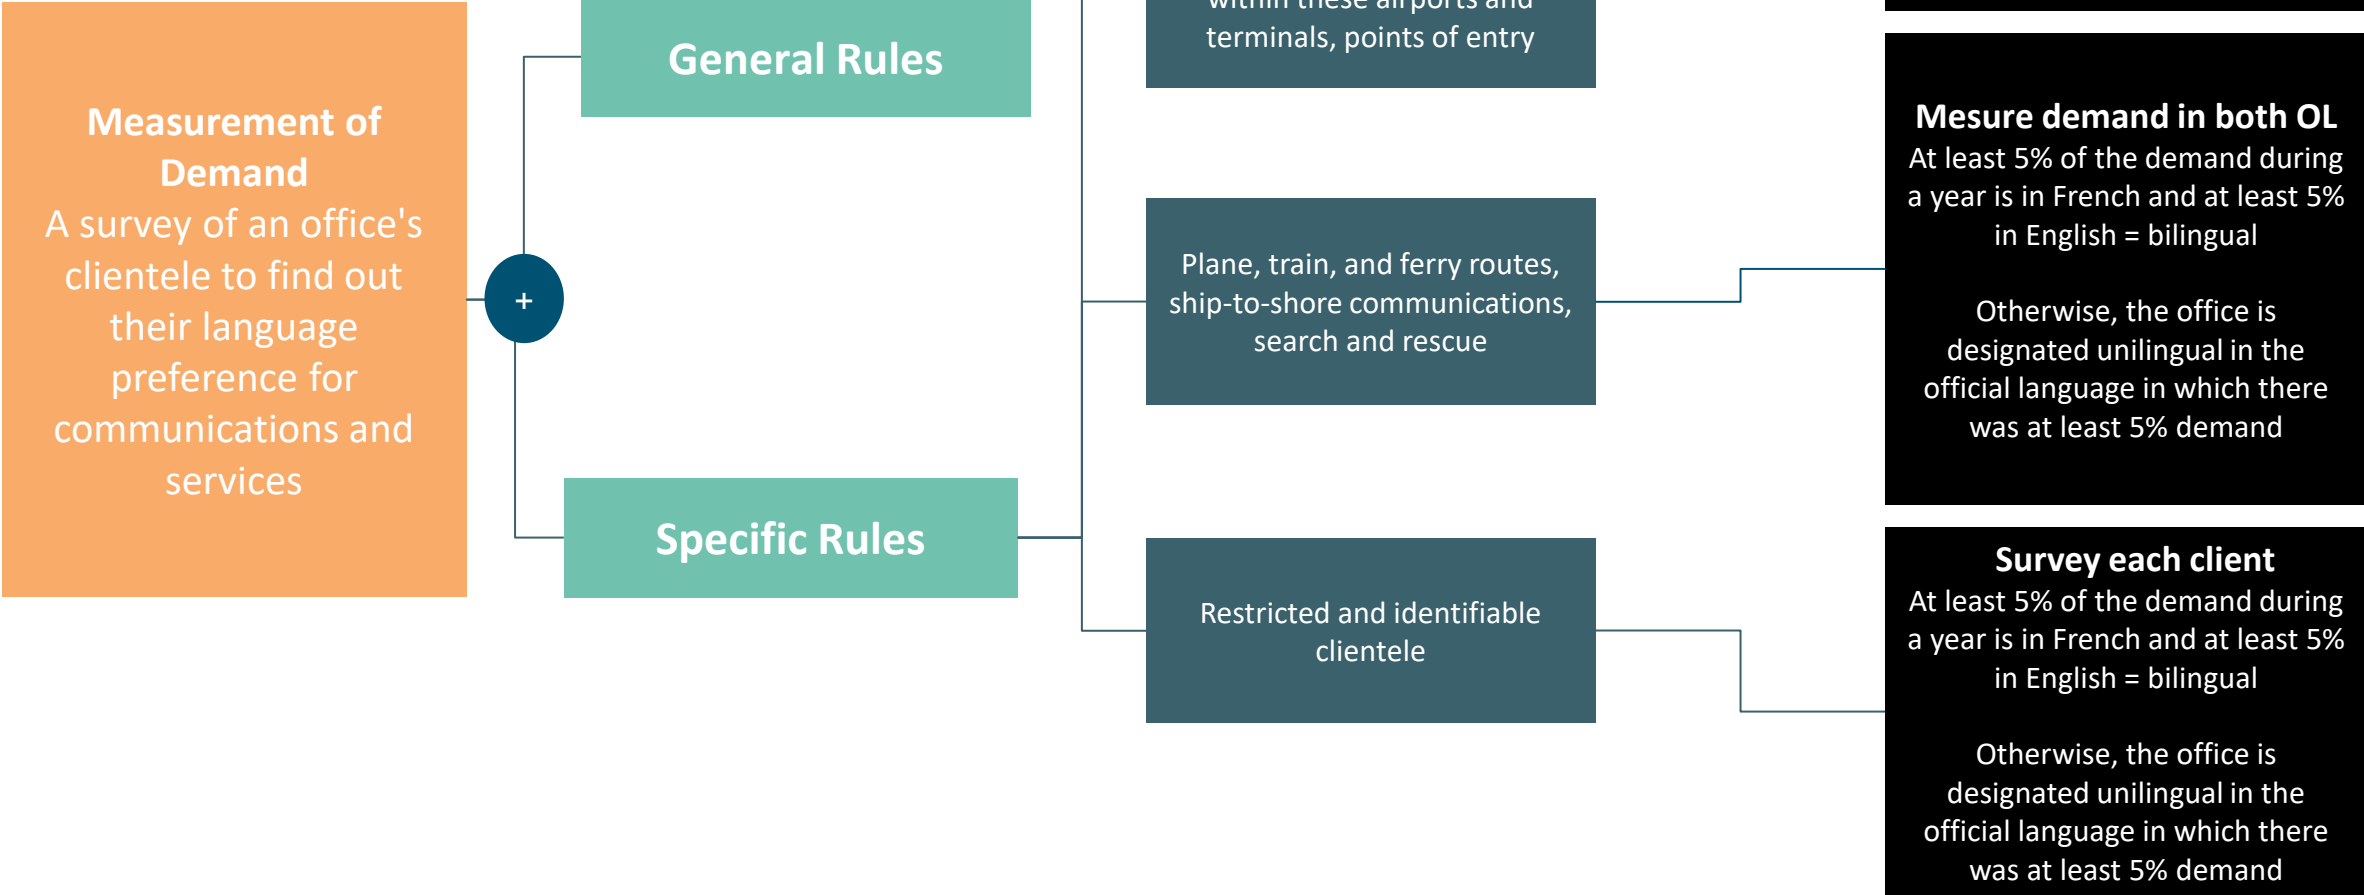 Measurement of
Demand
A survey of an office's
clientele to find out
their language
preference for
communications and
services
+
General Rules
Specific Rules
within these airports and
terminals, points of entry
Plane, train, and ferry routes,
ship-to-shore communications,
search and rescue
Restricted and identifiable
clientele
Mesure demand in both OL
At least 5% of the demand during
a year is in French and at least 5%
in English = bilingual
Otherwise, the office is
designated unilingual in the
official language in which there
was at least 5% demand
Survey each client
At least 5% of the demand during
a year is in French and at least 5%
in English = bilingual
Otherwise, the office is
designated unilingual in the
official language in which there
was at least 5% demand